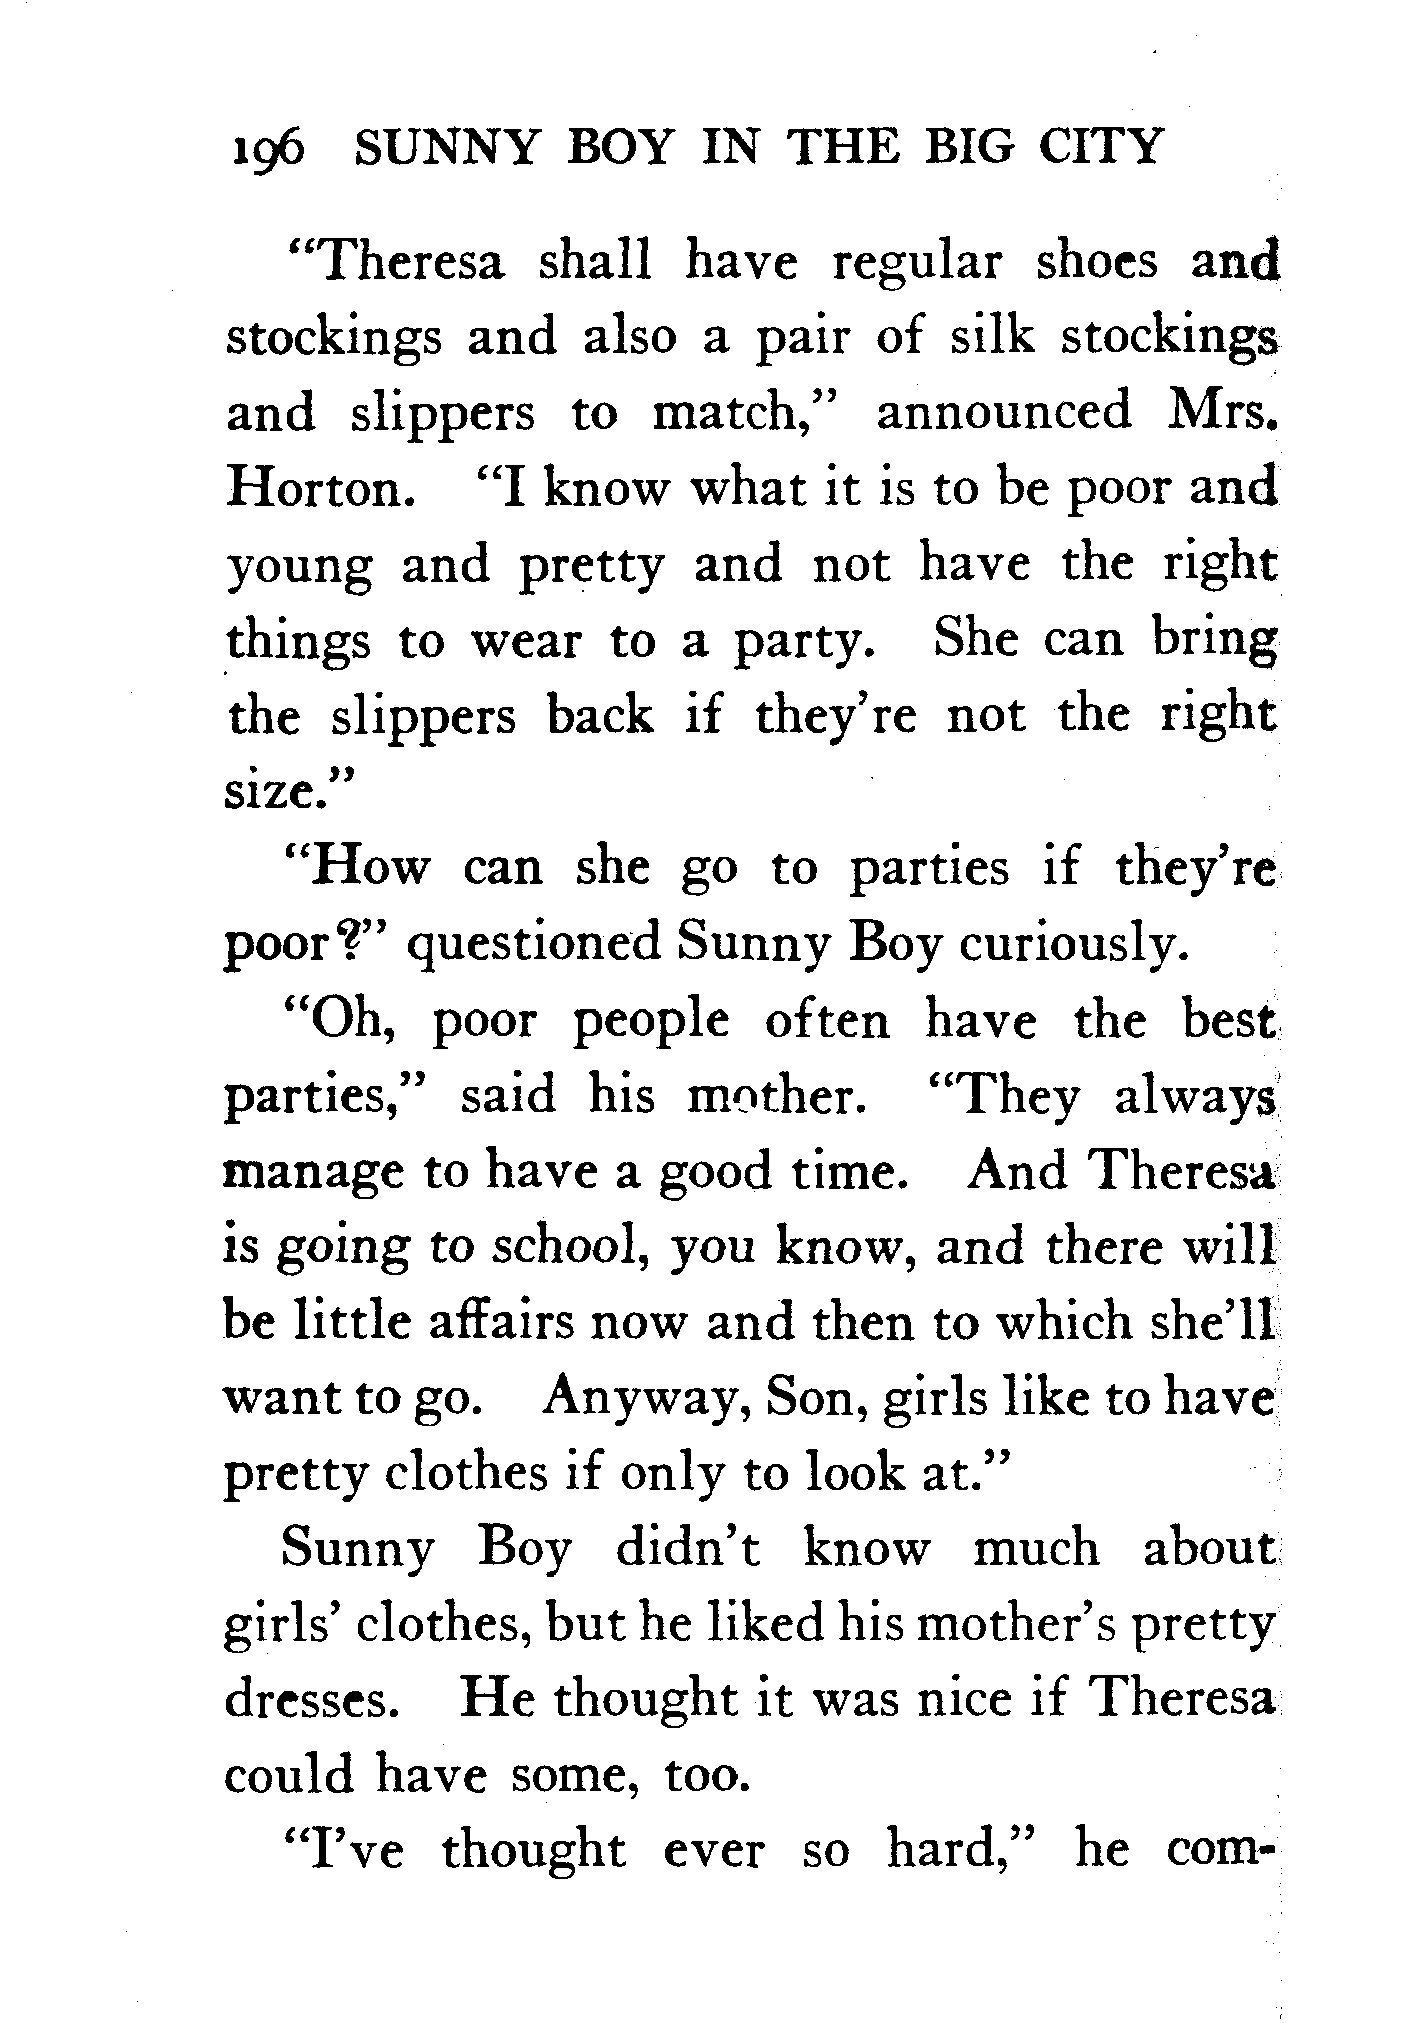 196 SUNNY BOY IN THE BIG CITY
“Theresa shall have regular shoes and
stockings and also a pair of silk stockings
and slippers to match,” announced Mrs.
Horton. “I know what it is to be poor and
young and pretty and not have the right
things to wear to a party. She can bring
the slippers back if they’re not the right
size.”
“How can she go to parties if they’re
poor?” questioned Sunny Boy curiously.
“Oh, poor people often have the best
parties,” said his mother. “They always
manage to have a good time. And Theresa
is going to school, you know, and there will
be little affairs now and then to which she’ll
want to go. Anyway, Son, girls like to have
pretty clothes if only to look at.”
Sunny Boy didn’t know much about
girls’ clothes, but he liked his mother’s pretty
dresses. He thought it was nice if Theresa
could have some, too.
“I’ve thought ever so hard,” he com-